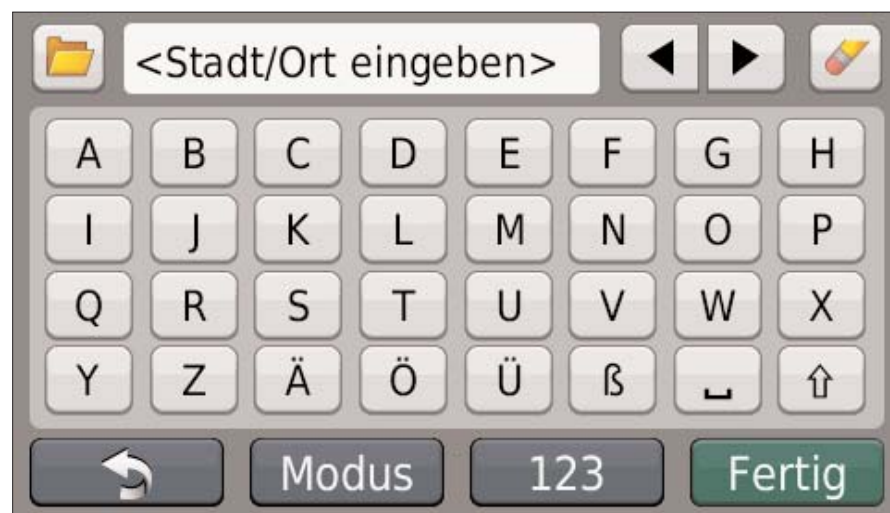 <Stadt/Ort eingeben>
A B C D E F G H
I J K L M N O P
Q R S T U V W X
Y Z Ä Ö Ü ß
Modus 123 Fertig